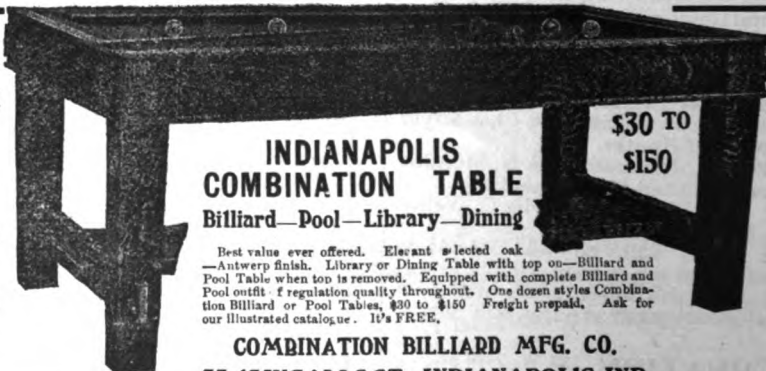 $30 TO
$150
INDIANAPOLIS
COMBINATION TABLE
Billiard—Pool—Library—Dining
Best value ever offered. Elegant selected oak
—Antwerp finish. Library or Dining Table with top on—Billiard and
Pool Table when top is removed. Equipped with complete Billiard and
Pool outfit of regulation quality throughout. One dozen styles Combina-
tion Billiard or Pool Tables, $30 to $150 Freight prepaid. Ask for
our illustrated catalogue. It's FREE.
COMBINATION BILLIARD MFG. CO.
INDIANAPOLIS IND